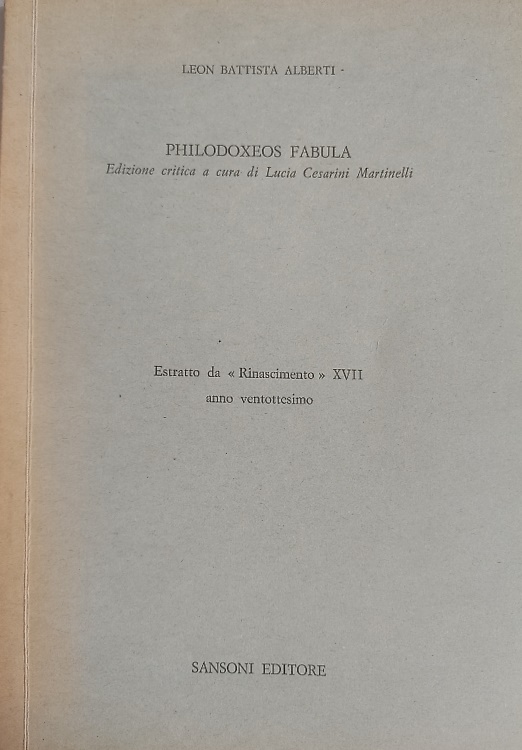 LEON BATTISTA ALBERTI -
PHILODOXEOS FABULA
Edizione critica a cura di Lucia Cesarini Martinelli
Estratto da « Rinascimento » XVII
anno ventottesimo
SANSONI EDITORE